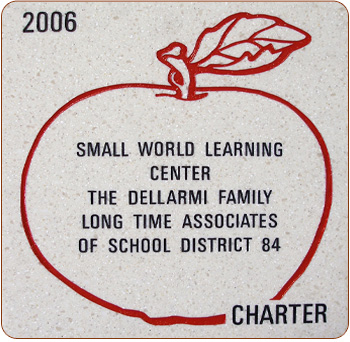 2006
SMALL WORLD LEARNING
CENTER
THE DELLARMI FAMILY
LONG TIME ASSOCIATES
OF SCHOOL DISTRICT 84
CHARTER